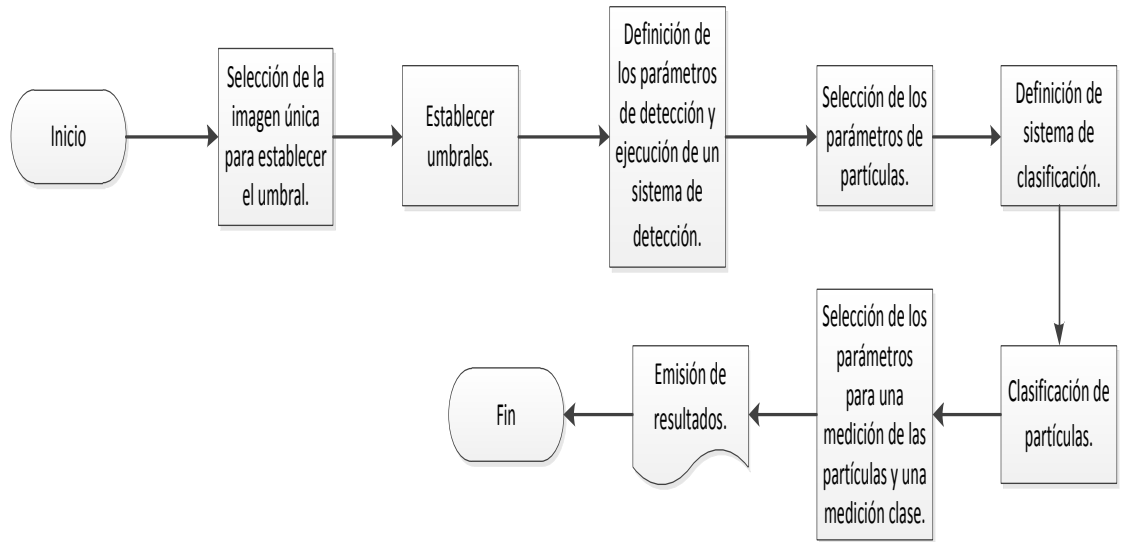 Inicio
Selección de la
imagen única
para establecer
el umbral.
Establecer
umbrales.
Definición de
los parámetros
de detección y
ejecución de un
sistema de
detección.
Selección de los
parámetros de
partículas.
Definición de
sistema de
clasificación.
Clasificación de
partículas.
Selección de los
parámetros
para una
medición de las
partículas y una
medición clase.
Emisión de
resultados.
Fin